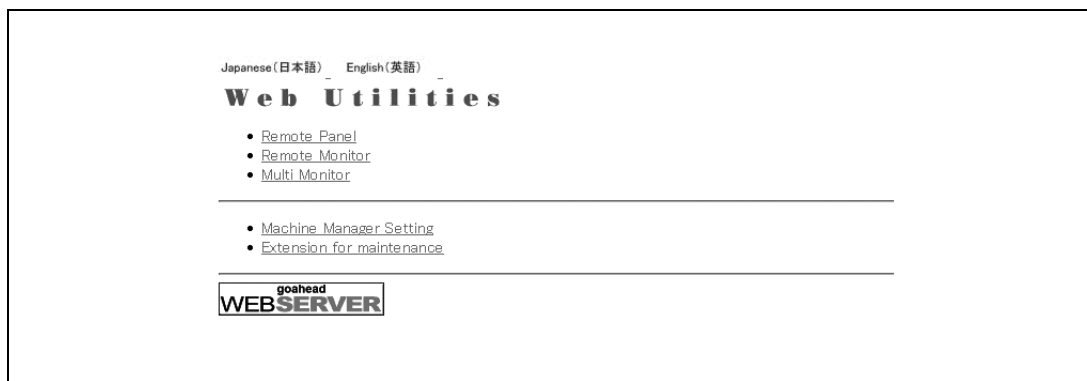 Japanese(日本語) English(英語)
Web Utilities
Remote Panel
Remote Monitor
Multi Monitor
Machine Manager Setting
Extension for maintenance
goahead
WEBSERVER